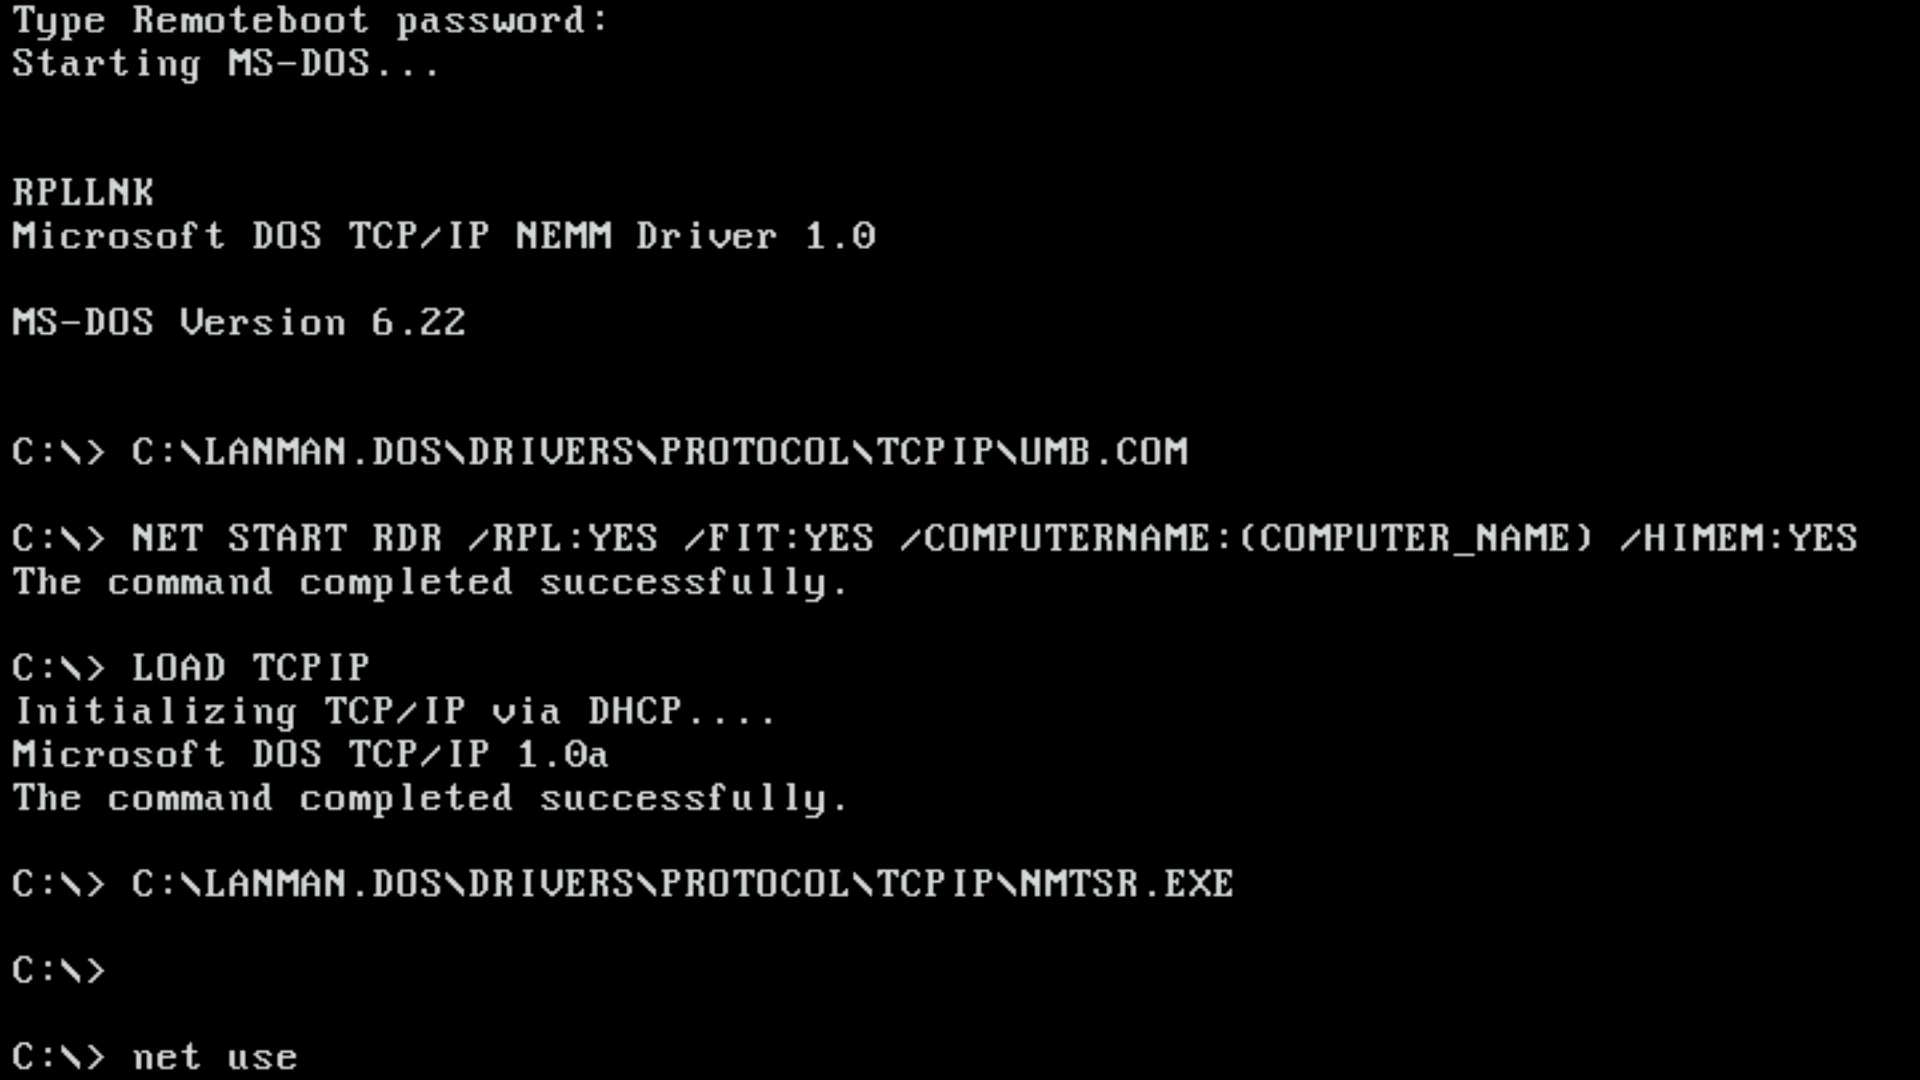 Type Remoteboot password:
Starting MS-DOS...
RPLLNK
Microsoft DOS TCP/IP NEMM Driver 1.0
MS-DOS Version 6.22
C:\> C:\LANMAN.DOS\DRIVERS\PROTOCOL\TCPIP\UMB.COM
C:\> NET START RDR /RPL:YES /FIT:YES /COMPUTERNAME:(COMPUTER_NAME) /HIMEM:YES
The command completed successfully.
C:\> LOAD TCPIP
Initializing TCP/IP via DHCP....
Microsoft DOS TCP/IP 1.0a
The command completed successfully.
C:\> C:\LANMAN.DOS\DRIVERS\PROTOCOL\TCPIP\NMTSR.EXE
C:\>
C:\> net use